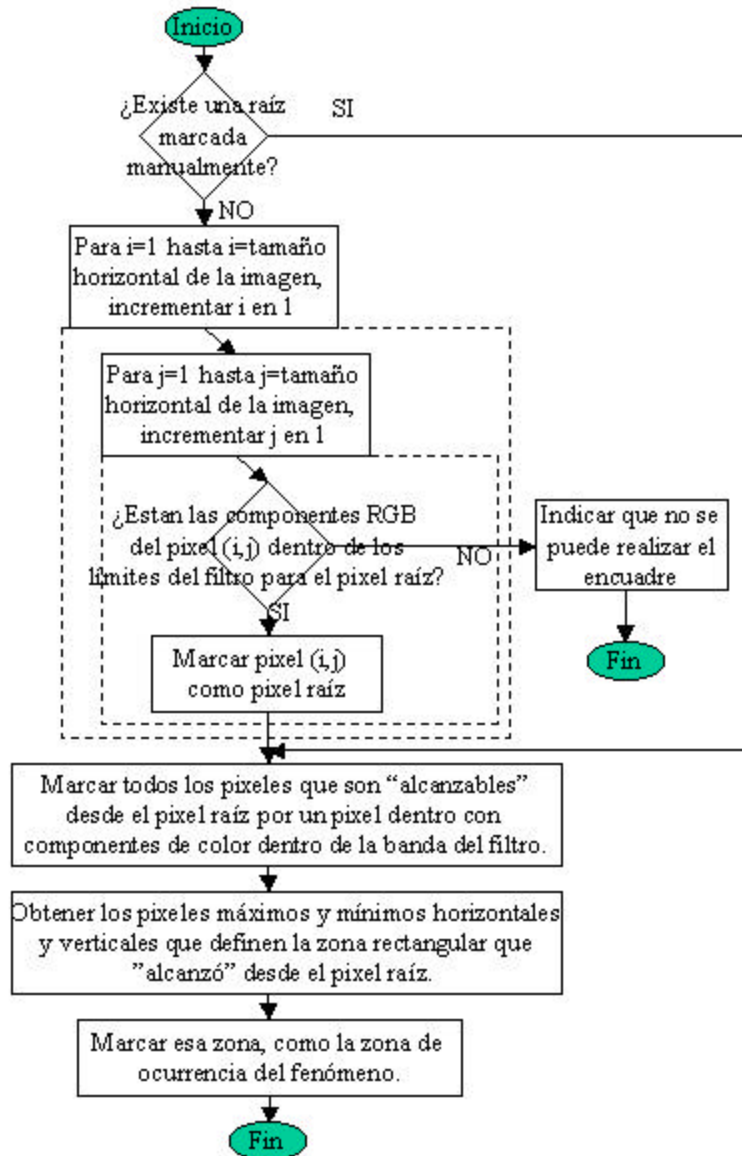 Inicio
¿Existe una raíz
marcada
manualmente?
SI
NO
Para i=1 hasta i=tamaño
horizontal de la imagen,
incrementar i en 1
Para j=1 hasta j=tamaño
horizontal de la imagen,
incrementar j en 1
¿Estan las componentes RGB
del pixel (i,j) dentro de los
límites del filtro para el pixel raíz?
NO
SI
Indicar que no se
puede realizar el
encuadre
Fin
Marcar pixel (i,j)
como pixel raíz
Marcar todos los pixeles que son “alcanzables”
desde el pixel raíz por un pixel dentro con
componentes de color dentro de la banda del filtro.
Obtener los pixeles máximos y mínimos horizontales
y verticales que definen la zona rectangular que
”alcanzó” desde el pixel raíz.
Marcar esa zona, como la zona de
ocurrencia del fenómeno.
Fin